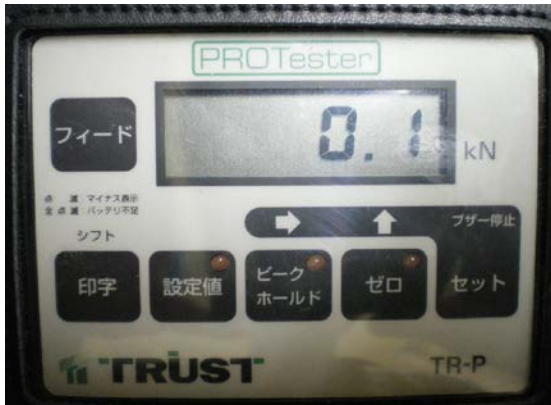 PROTester
フィード
0.1 kN
点 滅 マイナス表示
全 点 滅 バッテリ不足
シフト
ブザー停止
印字
設定値
ピーク
ホールド
ゼロ
セット
TRUST
TR-P